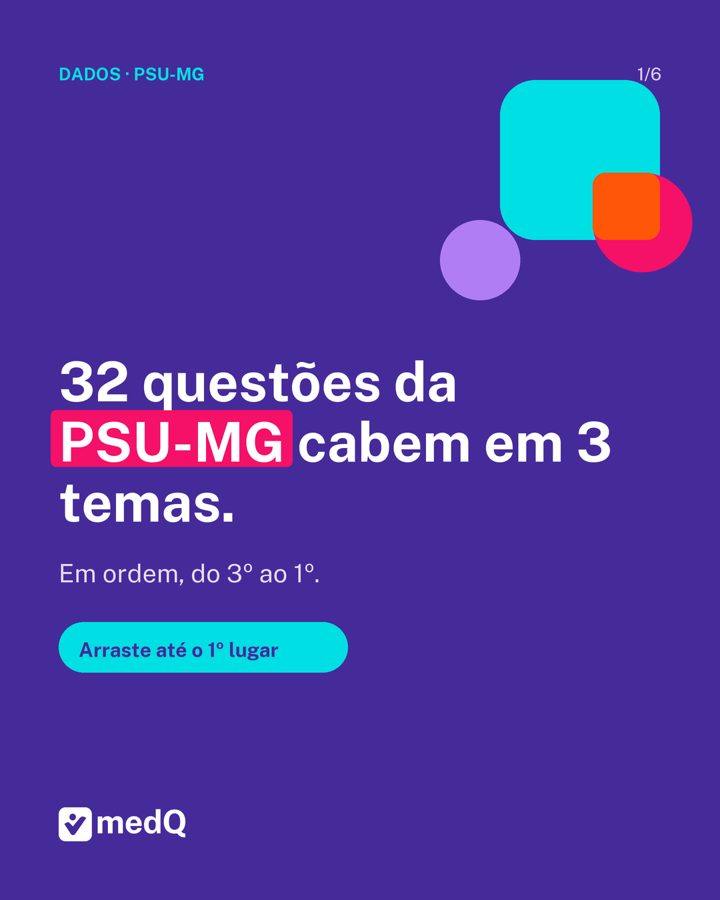 DADOS · PSU-MG
1/6
32 questões da
PSU-MG cabem em 3
temas.
Em ordem, do 3º ao 1º.
Arraste até o 1º lugar
medQ